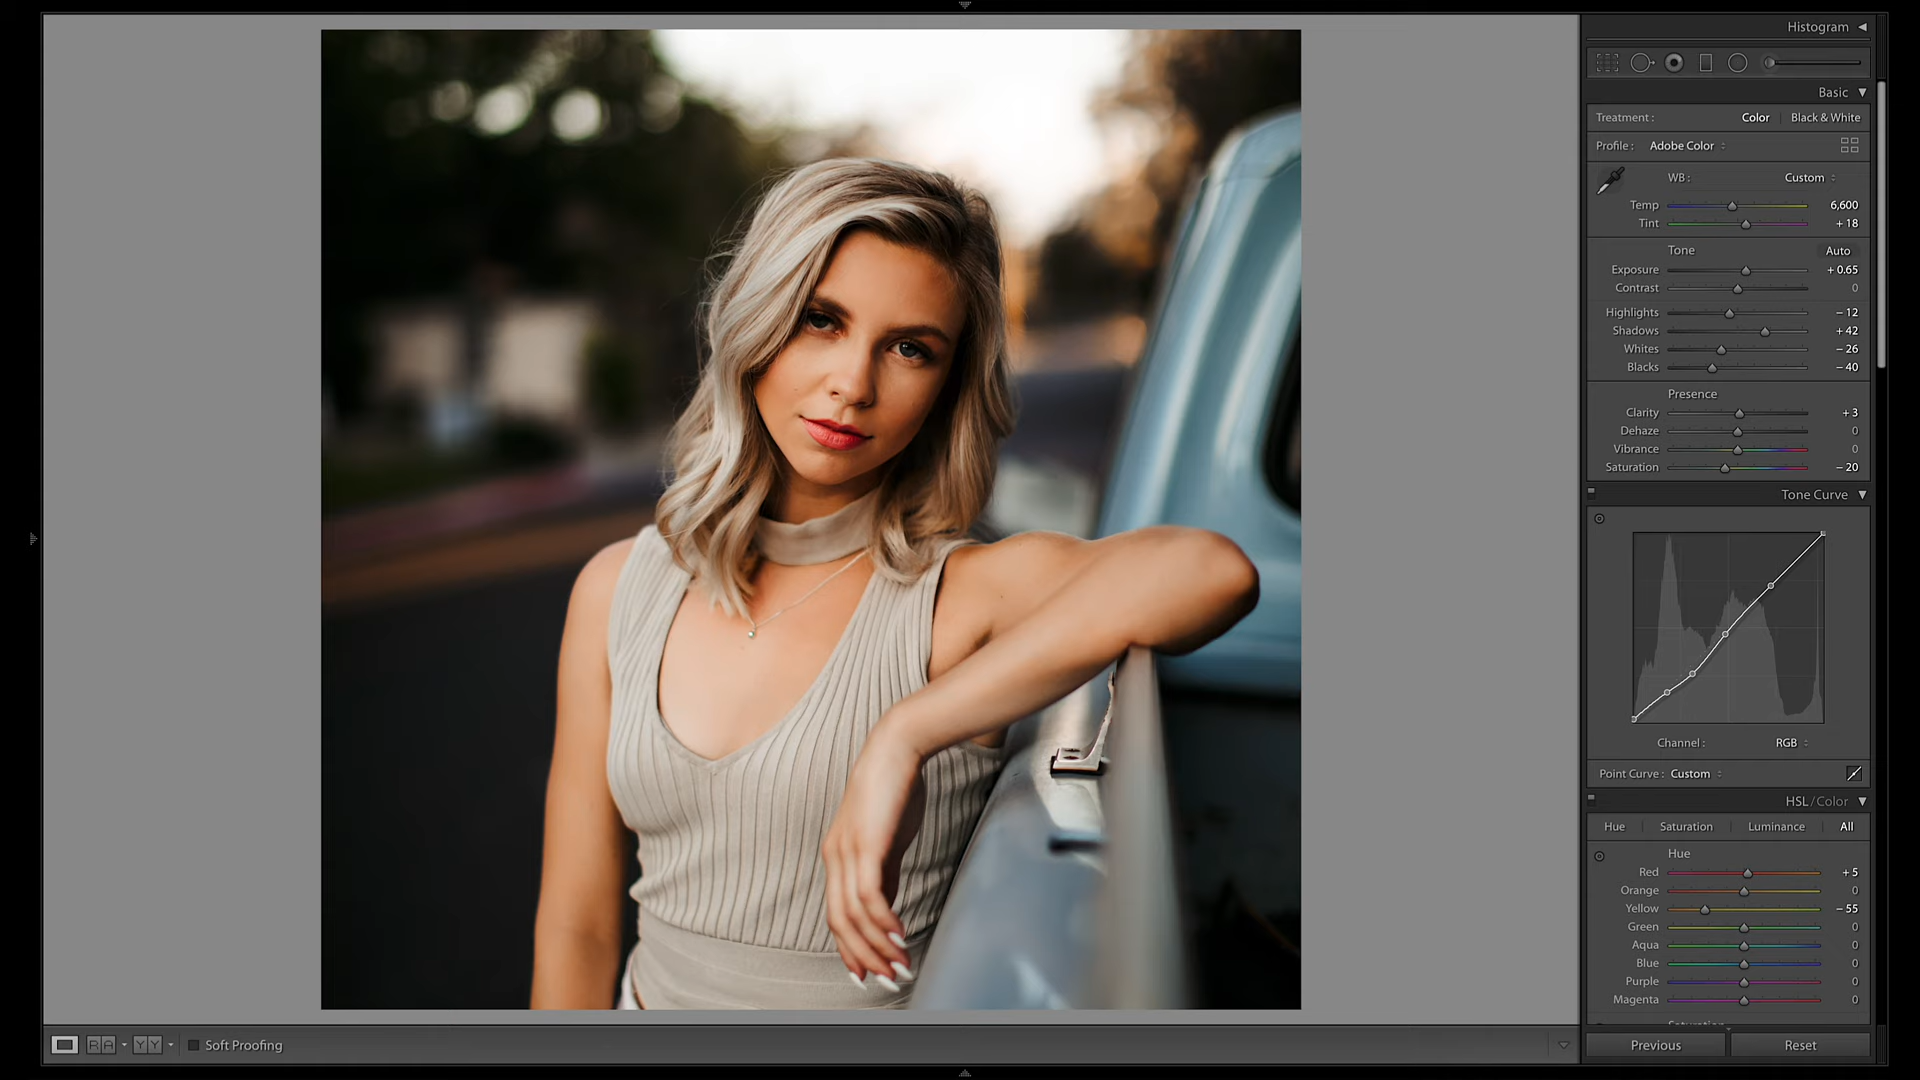 Histogram
Basic
Treatment : Color Black & White
Profile : Adobe Color
WB : Custom
Temp 6,600
Tint + 18
Tone Auto
Exposure + 0.65
Contrast 0
Highlights – 12
Shadows + 42
Whites – 26
Blacks – 40
Presence
Clarity + 3
Dehaze 0
Vibrance 0
Saturation – 20
Tone Curve
Channel : RGB
Point Curve : Custom
HSL / Color
Hue Saturation Luminance All
Hue
Red + 5
Orange 0
Yellow – 55
Green 0
Aqua 0
Blue 0
Purple 0
Magenta 0
Saturation
R A Y Y Soft Proofing
Previous Reset